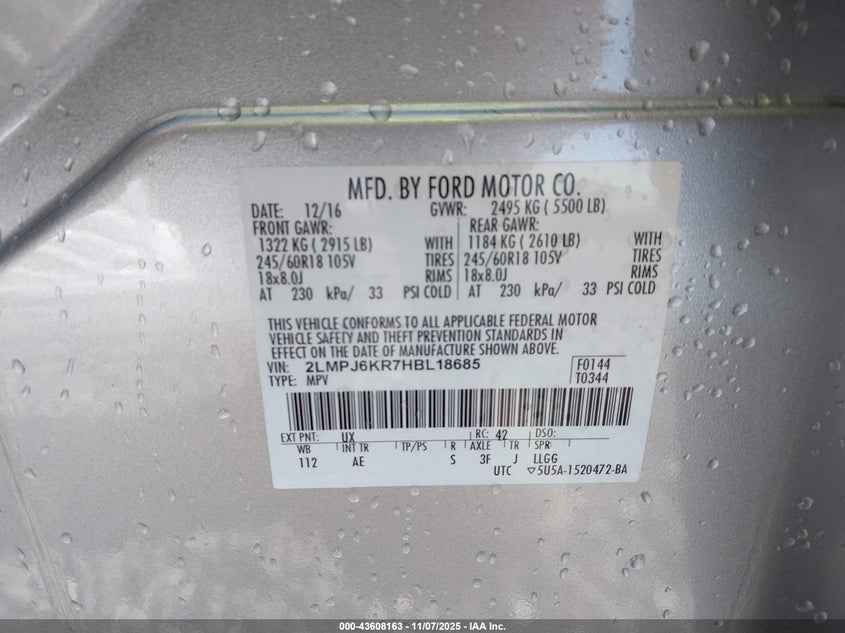 MFD. BY FORD MOTOR CO.
DATE: 12/16 GVWR: 2495 KG ( 5500 LB)
FRONT GAWR: REAR GAWR:
1322 KG ( 2915 LB) WITH 1184 KG ( 2610 LB) WITH
245/60R18 105V TIRES 245/60R18 105V TIRES
18x8.0J RIMS 18x8.0J RIMS
AT 230 kPa/ 33 PSI COLD AT 230 kPa/ 33 PSI COLD
THIS VEHICLE CONFORMS TO ALL APPLICABLE FEDERAL MOTOR
VEHICLE SAFETY AND THEFT PREVENTION STANDARDS IN
EFFECT ON THE DATE OF MANUFACTURE SHOWN ABOVE.
VIN: 2LMPJ6KR7HBL18685 F0144
TYPE: MPV T0344
EXT PNT: UX RC: 42 DSO:
WB INT TR TP/PS R AXLE TR SPR
112 AE S 3F J LLGG
UTC ▽5U5A-1520472-BA
000-43608163 - 11/07/2025 - IAA Inc.